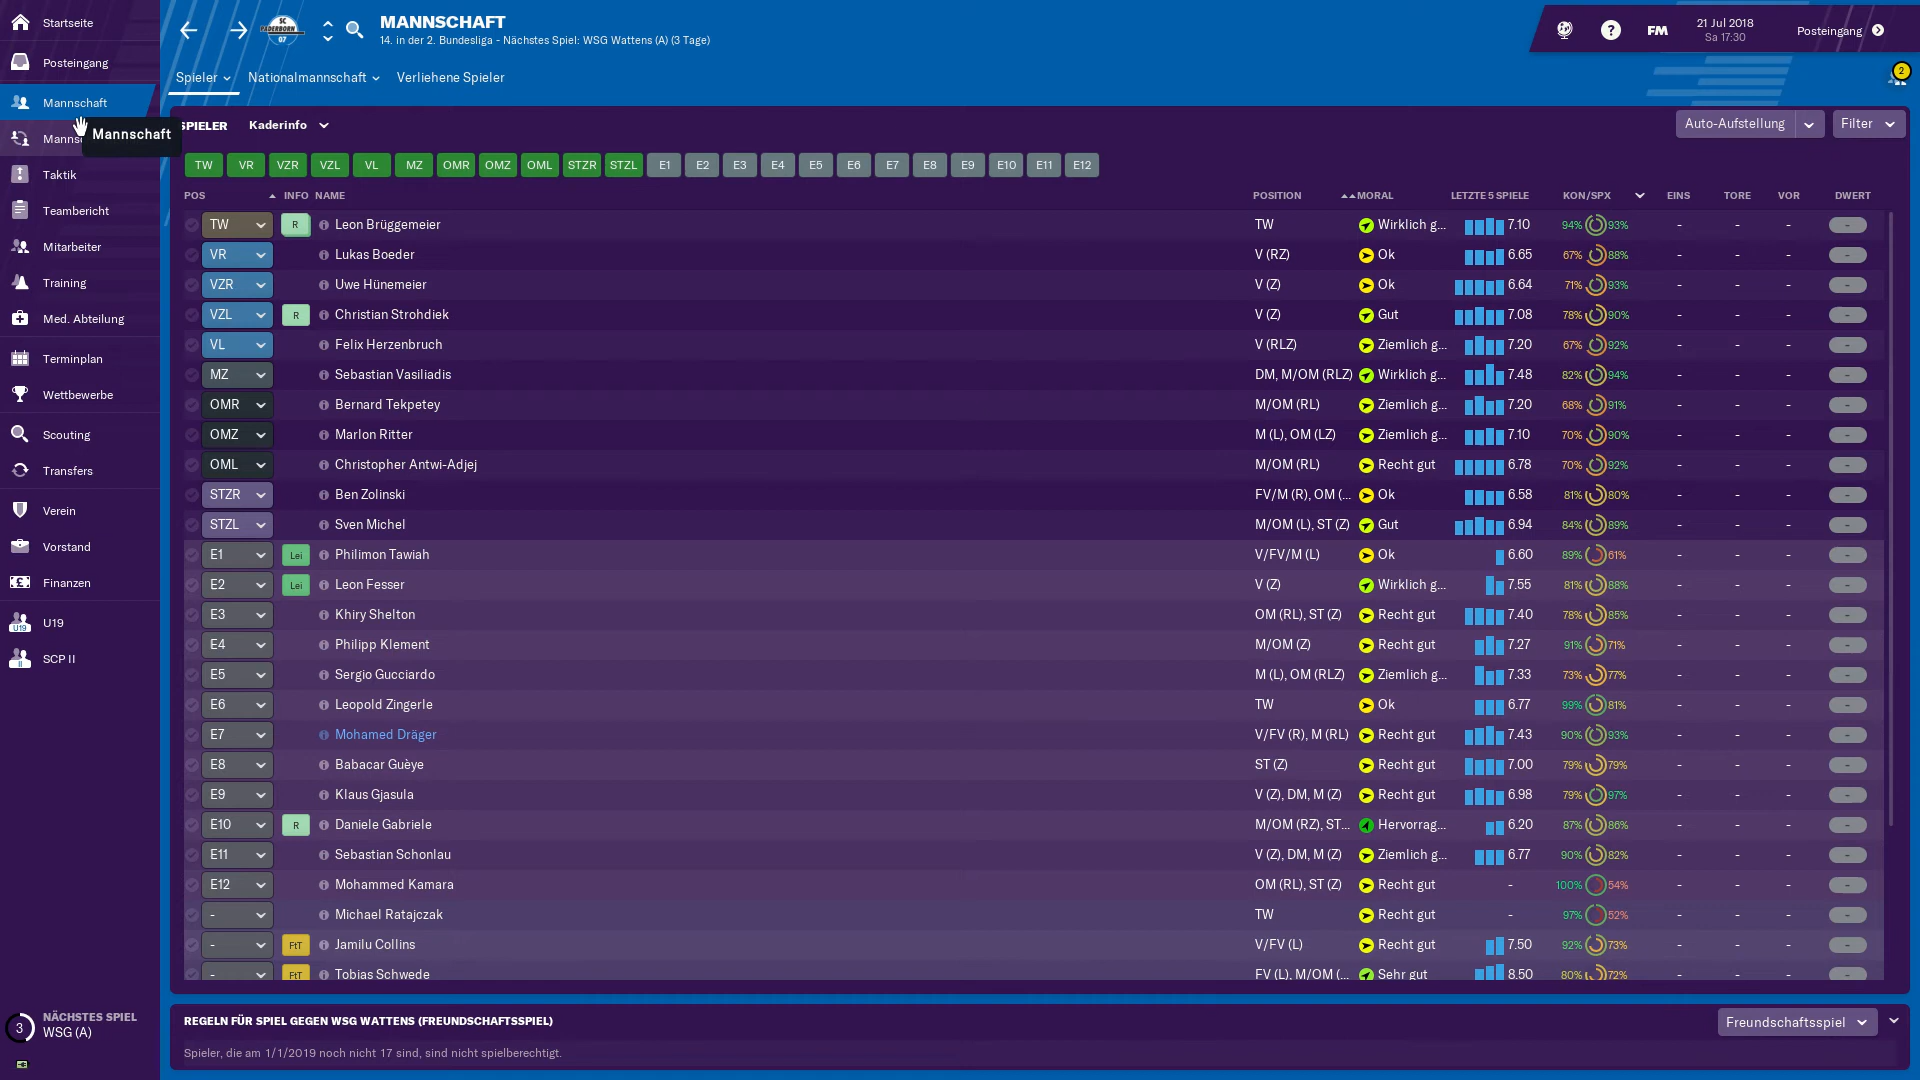 Startseite
Posteingang
Mannschaft
Manns
Mannschaft
Taktik
Teambericht
Mitarbeiter
Training
Med. Abteilung
Terminplan
Wettbewerbe
Scouting
Transfers
Verein
Vorstand
Finanzen
U19 U19
II SCP II
3 NÄCHSTES SPIEL
WSG (A)
SC PADERBORN 07
MANNSCHAFT
14. in der 2. Bundesliga - Nächstes Spiel: WSG Wattens (A) (3 Tage)
? FM 21 Jul 2018
Sa 17:30
Posteingang
2
Spieler Nationalmannschaft Verliehene Spieler
SPIELER Kaderinfo Auto-Aufstellung Filter
TW VR VZR VZL VL MZ OMR OMZ OML STZR STZL E1 E2 E3 E4 E5 E6 E7 E8 E9 E10 E11 E12
POS INFO NAME POSITION MORAL LETZTE 5 SPIELE KON/SPX EINS TORE VOR DWERT
TW R Leon Brüggemeier TW Wirklich g... 7.10 94% 93% - - - -
VR Lukas Boeder V (RZ) Ok 6.65 67% 88% - - - -
VZR Uwe Hünemeier V (Z) Ok 6.64 71% 93% - - - -
VZL R Christian Strohdiek V (Z) Gut 7.08 78% 90% - - - -
VL Felix Herzenbruch V (RLZ) Ziemlich g... 7.20 67% 92% - - - -
MZ Sebastian Vasiliadis DM, M/OM (RLZ) Wirklich g... 7.48 82% 94% - - - -
OMR Bernard Tekpetey M/OM (RL) Ziemlich g... 7.20 68% 91% - - - -
OMZ Marlon Ritter M (L), OM (LZ) Ziemlich g... 7.10 70% 90% - - - -
OML Christopher Antwi-Adjej M/OM (RL) Recht gut 6.78 70% 92% - - - -
STZR Ben Zolinski FV/M (R), OM (... Ok 6.58 81% 80% - - - -
STZL Sven Michel M/OM (L), ST (Z) Gut 6.94 84% 89% - - - -
E1 Lei Philimon Tawiah V/FV/M (L) Ok 6.60 89% 61% - - - -
E2 Lei Leon Fesser V (Z) Wirklich g... 7.55 81% 88% - - - -
E3 Khiry Shelton OM (RL), ST (Z) Recht gut 7.40 78% 85% - - - -
E4 Philipp Klement M/OM (Z) Recht gut 7.27 91% 71% - - - -
E5 Sergio Gucciardo M (L), OM (RLZ) Ziemlich g... 7.33 73% 77% - - - -
E6 Leopold Zingerle TW Ok 6.77 99% 81% - - - -
E7 Mohamed Dräger V/FV (R), M (RL) Recht gut 7.43 90% 93% - - - -
E8 Babacar Guèye ST (Z) Recht gut 7.00 79% 79% - - - -
E9 Klaus Gjasula V (Z), DM, M (Z) Recht gut 6.98 79% 97% - - - -
E10 R Daniele Gabriele M/OM (RZ), ST... Hervorrag... 6.20 87% 86% - - - -
E11 Sebastian Schonlau V (Z), DM, M (Z) Ziemlich g... 6.77 90% 82% - - - -
E12 Mohammed Kamara OM (RL), ST (Z) Recht gut - 100% 54% - - - -
- Michael Ratajczak TW Recht gut - 97% 52% - - - -
- FtT Jamilu Collins V/FV (L) Recht gut 7.50 92% 73% - - - -
- FtT Tobias Schwede FV (L), M/OM (... Sehr gut 8.50 80% 72% - - - -
REGELN FÜR SPIEL GEGEN WSG WATTENS (FREUNDSCHAFTSSPIEL) Freundschaftsspiel
Spieler, die am 1/1/2019 noch nicht 17 sind, sind nicht spielberechtigt.